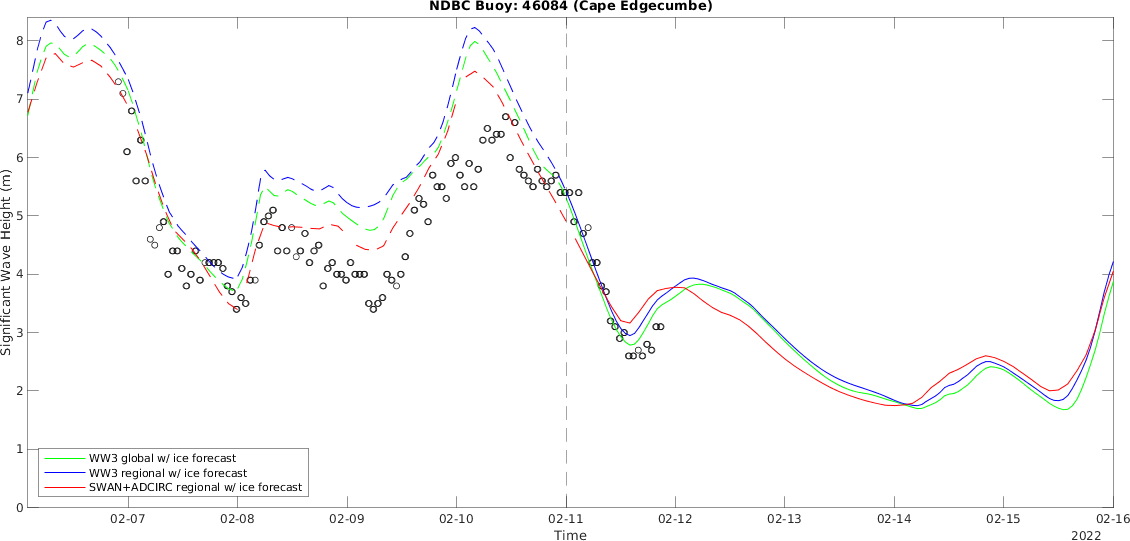 NDBC Buoy: 46084 (Cape Edgecumbe)
8
7
6
5
4
3
2
1
0
Significant Wave Height (m)
WW3 global w/ ice forecast
WW3 regional w/ ice forecast
SWAN+ADCIRC regional w/ ice forecast
02-07 02-08 02-09 02-10 02-11 02-12 02-13 02-14 02-15 02-16
Time
2022